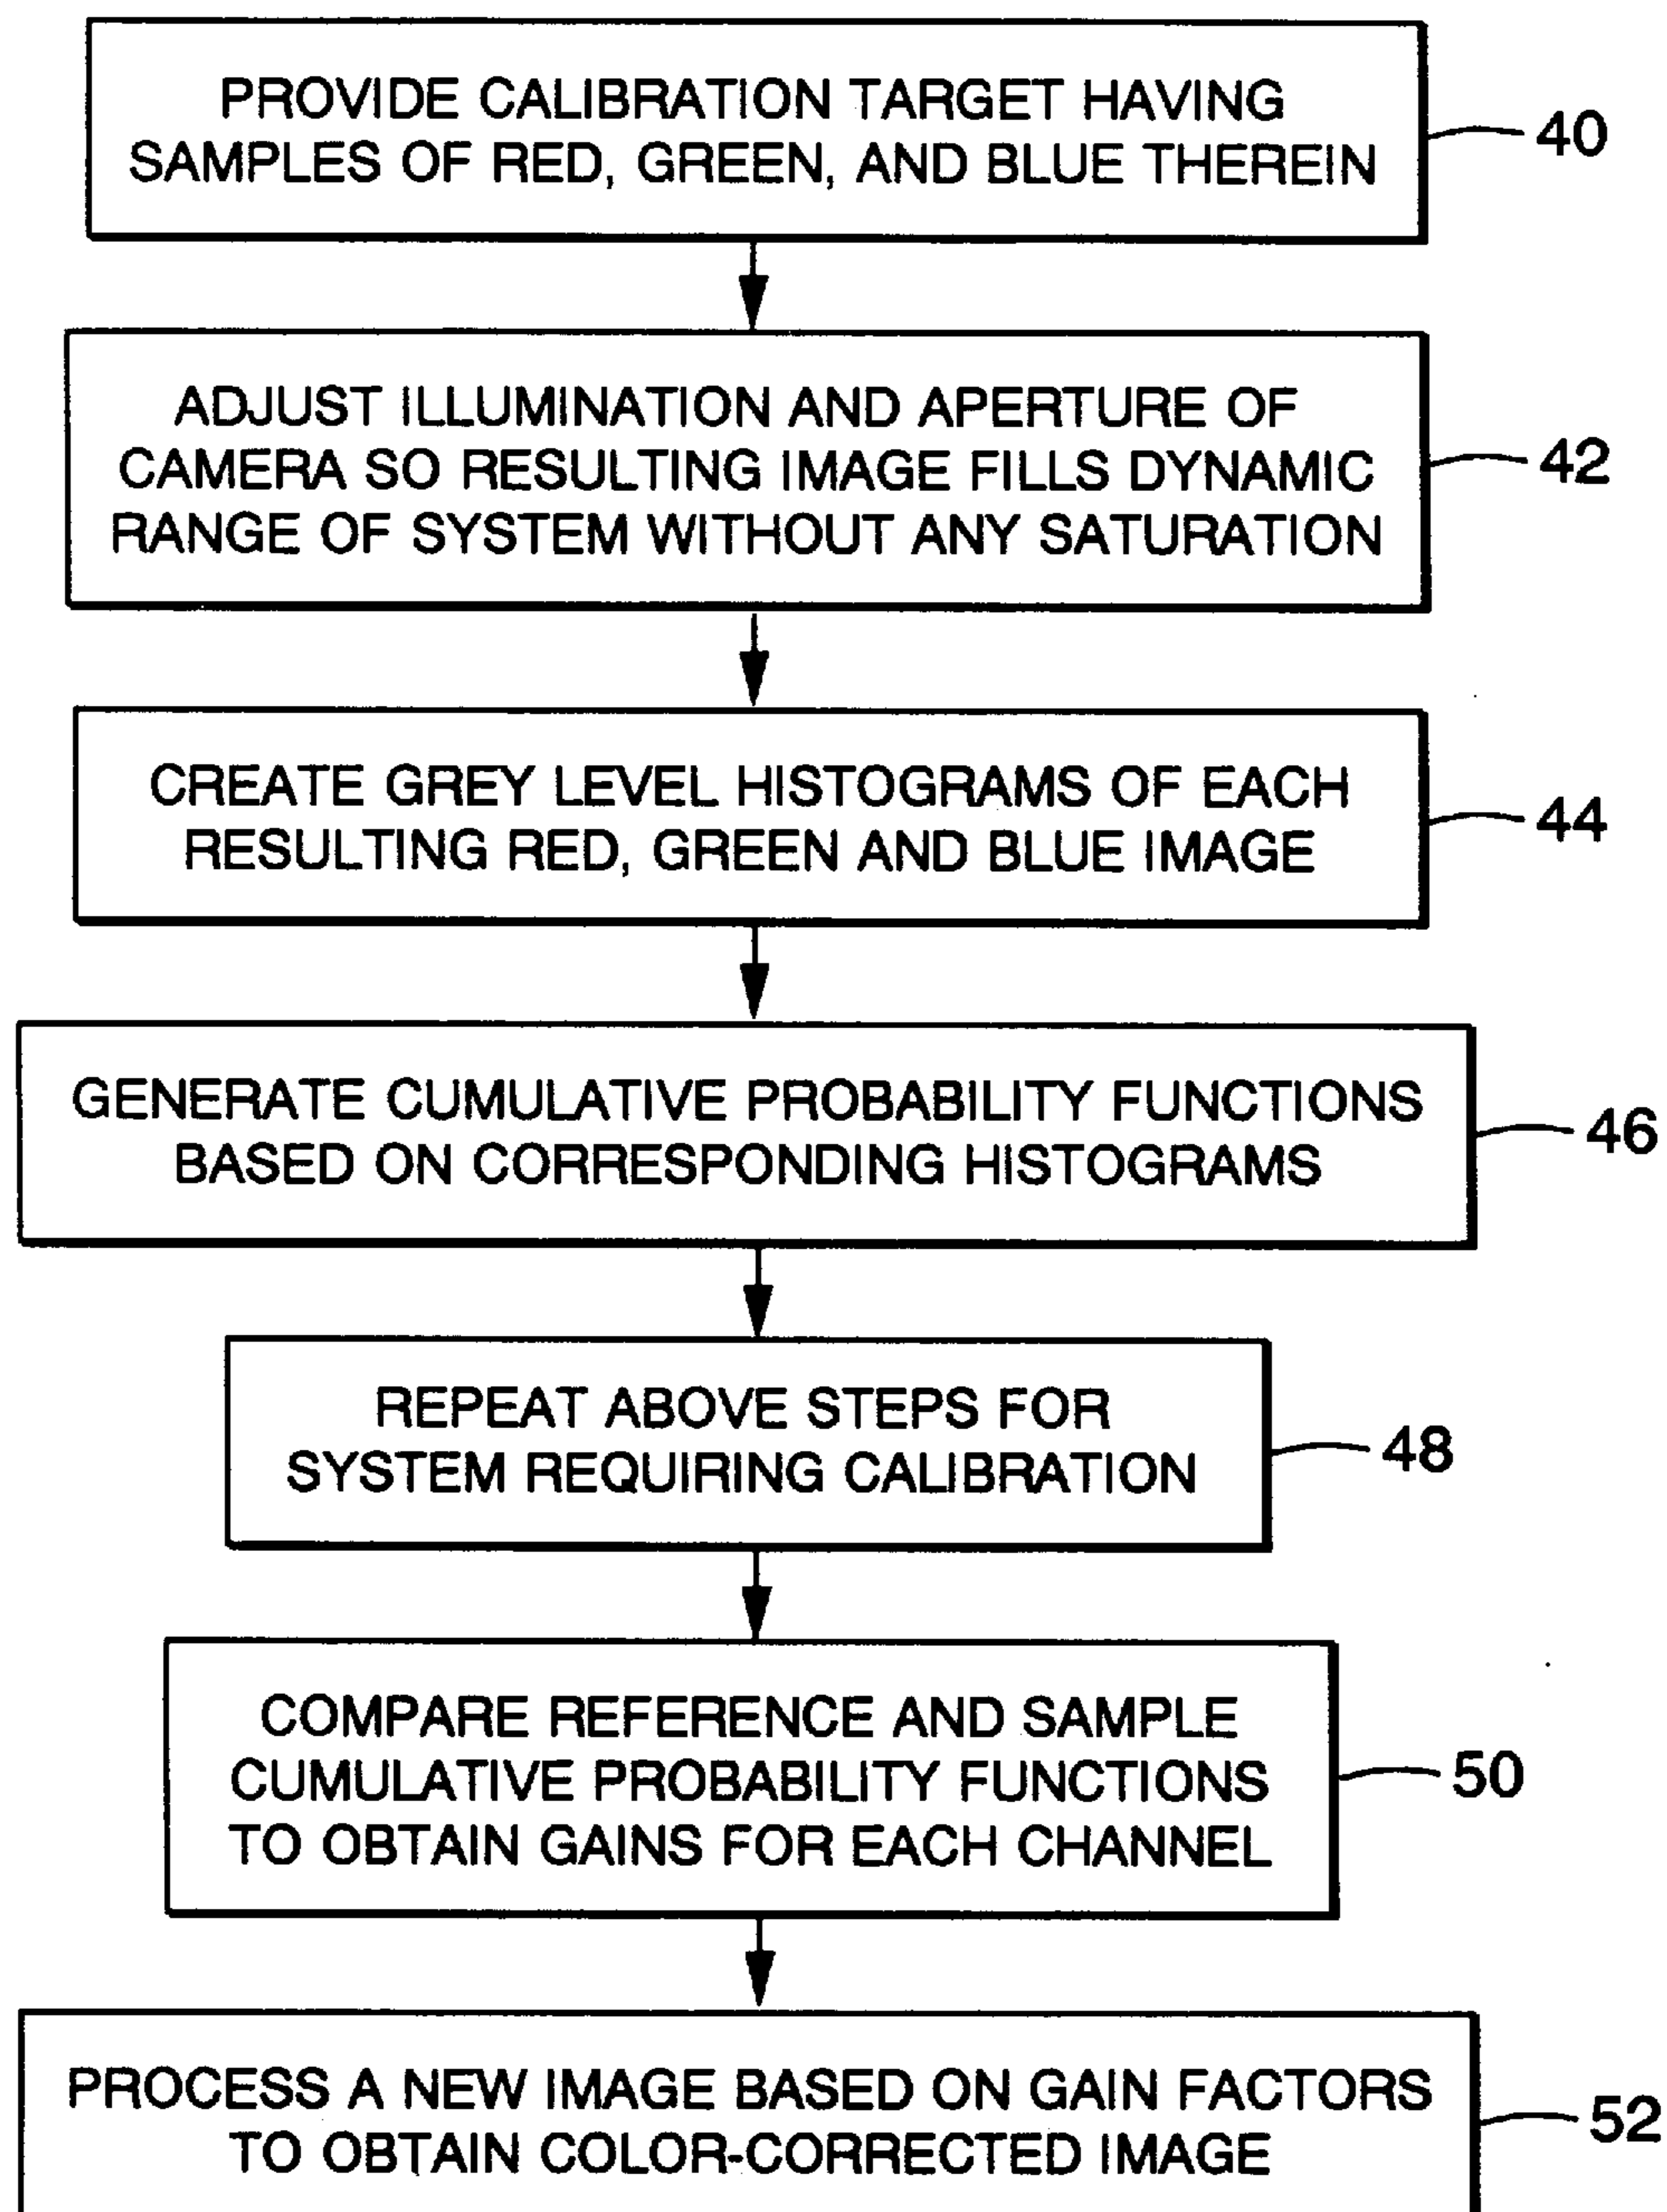 PROVIDE CALIBRATION TARGET HAVING
SAMPLES OF RED, GREEN, AND BLUE THEREIN
40
ADJUST ILLUMINATION AND APERTURE OF
CAMERA SO RESULTING IMAGE FILLS DYNAMIC
RANGE OF SYSTEM WITHOUT ANY SATURATION
42
CREATE GREY LEVEL HISTOGRAMS OF EACH
RESULTING RED, GREEN AND BLUE IMAGE
44
GENERATE CUMULATIVE PROBABILITY FUNCTIONS
BASED ON CORRESPONDING HISTOGRAMS
46
REPEAT ABOVE STEPS FOR
SYSTEM REQUIRING CALIBRATION
48
COMPARE REFERENCE AND SAMPLE
CUMULATIVE PROBABILITY FUNCTIONS
TO OBTAIN GAINS FOR EACH CHANNEL
50
PROCESS A NEW IMAGE BASED ON GAIN FACTORS
TO OBTAIN COLOR-CORRECTED IMAGE
52